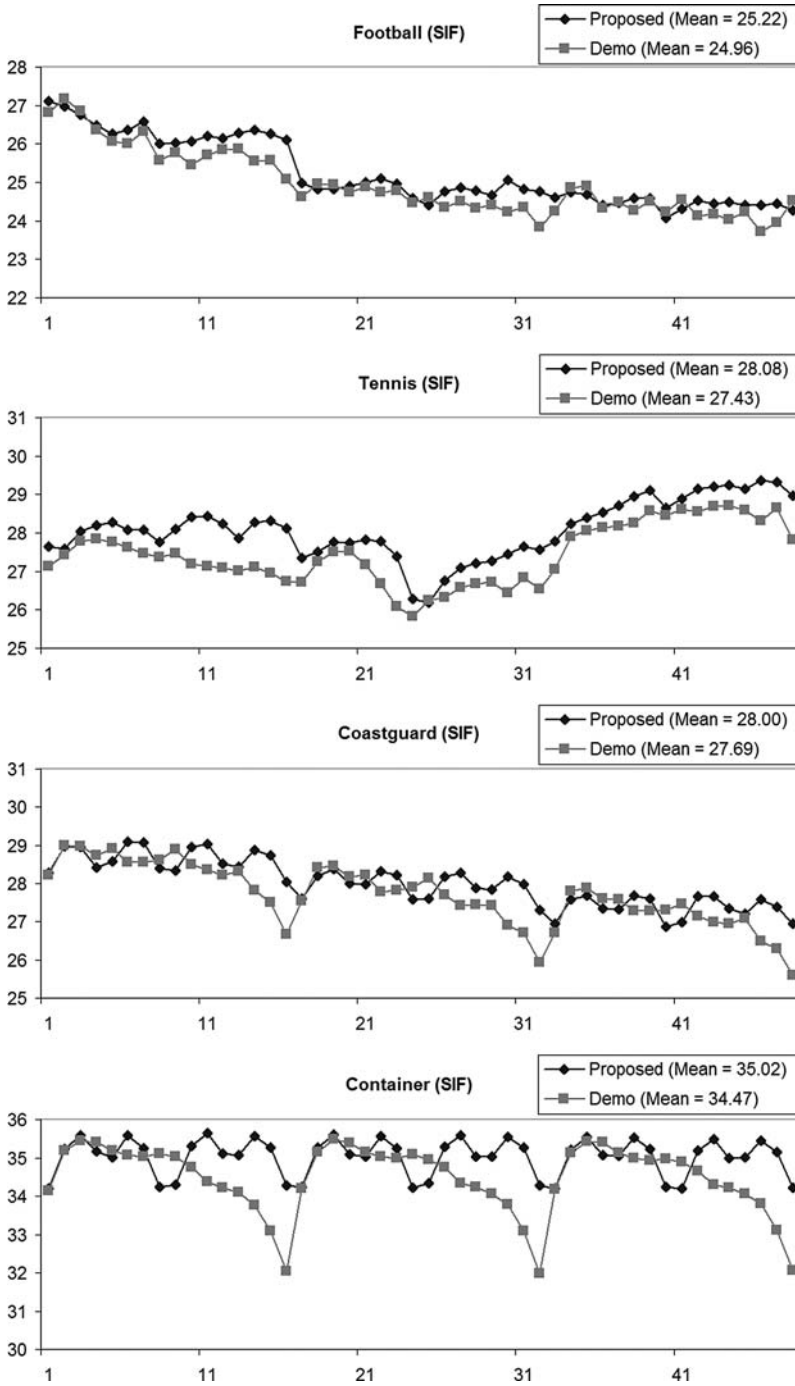 Football (SIF)
Proposed (Mean = 25.22)
Demo (Mean = 24.96)
28
27
26
25
24
23
22
1 11 21 31 41
Tennis (SIF)
Proposed (Mean = 28.08)
Demo (Mean = 27.43)
31
30
29
28
27
26
25
1 11 21 31 41
Coastguard (SIF)
Proposed (Mean = 28.00)
Demo (Mean = 27.69)
31
30
29
28
27
26
25
1 11 21 31 41
Container (SIF)
Proposed (Mean = 35.02)
Demo (Mean = 34.47)
36
35
34
33
32
31
30
1 11 21 31 41